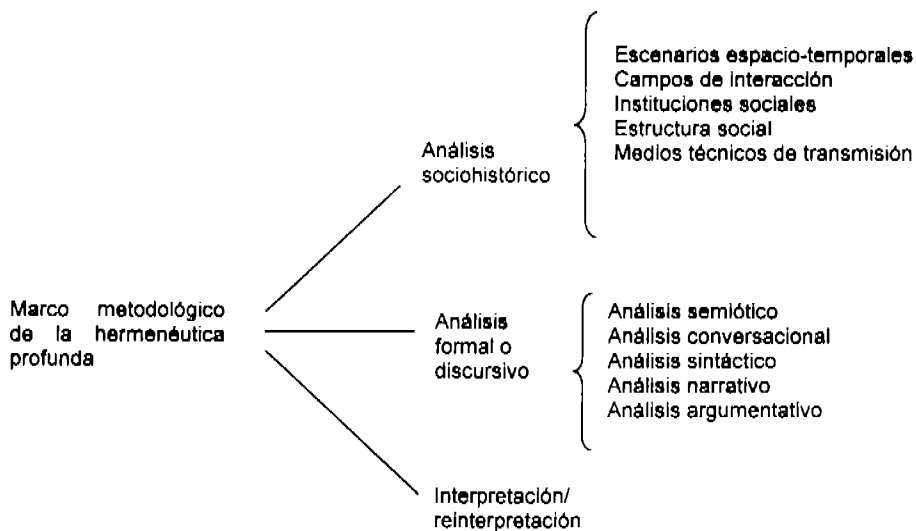 Marco metodológico
de la hermenéutica
profunda
Análisis
sociohistórico
Escenarios espacio-temporales
Campos de interacción
Instituciones sociales
Estructura social
Medios técnicos de transmisión
Análisis
formal o
discursivo
Análisis semiótico
Análisis conversacional
Análisis sintáctico
Análisis narrativo
Análisis argumentativo
Interpretación/
reinterpretación